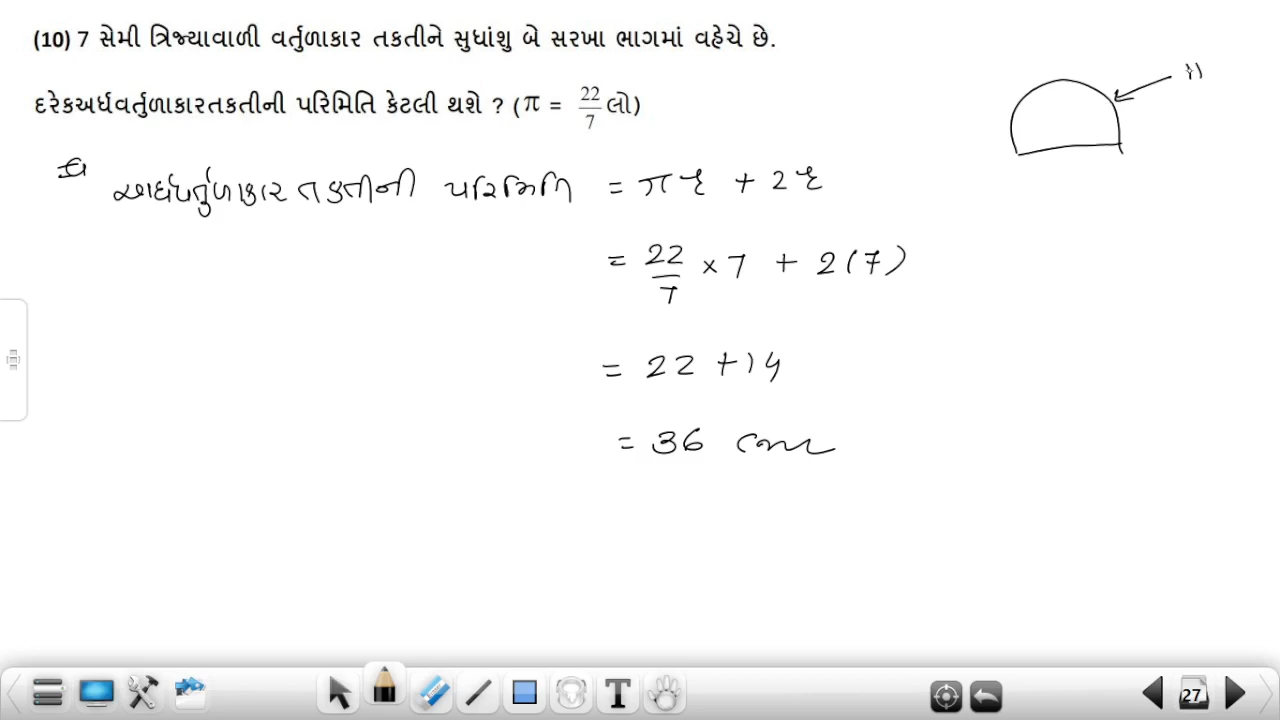 (10) 7 સેમી ત્રિજ્યાવાળી વર્તુળાકાર તકતીને સુધાંશુ બે સરખા ભાગમાં વહેચે છે.
દરેકઅર્ધવર્તુળાકારતકતીની પરિમિતિ કેટલી થશે ? (π = 22/7 લો)
અર્ધવર્તુળાકાર તકતીની પરિમિતિ = πr + 2r
= 22/7 × 7 + 2(7)
= 22 + 14
= 36 cm
27